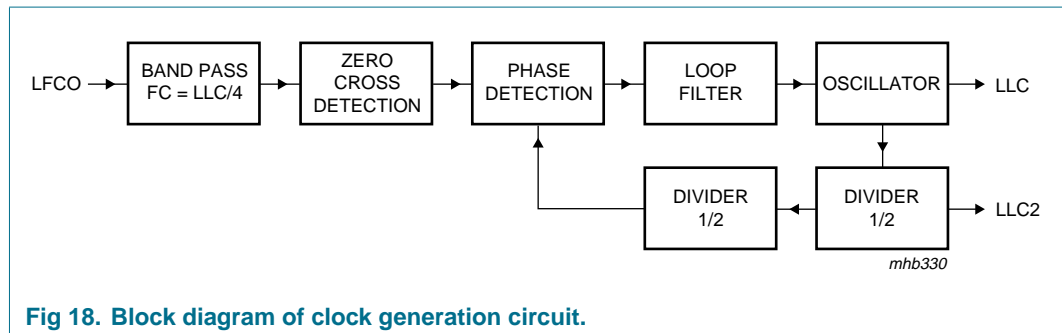 LFCO
BAND PASS
FC = LLC/4
ZERO
CROSS
DETECTION
PHASE
DETECTION
LOOP
FILTER
OSCILLATOR
LLC
DIVIDER
1/2
DIVIDER
1/2
LLC2
mhb330
Fig 18. Block diagram of clock generation circuit.